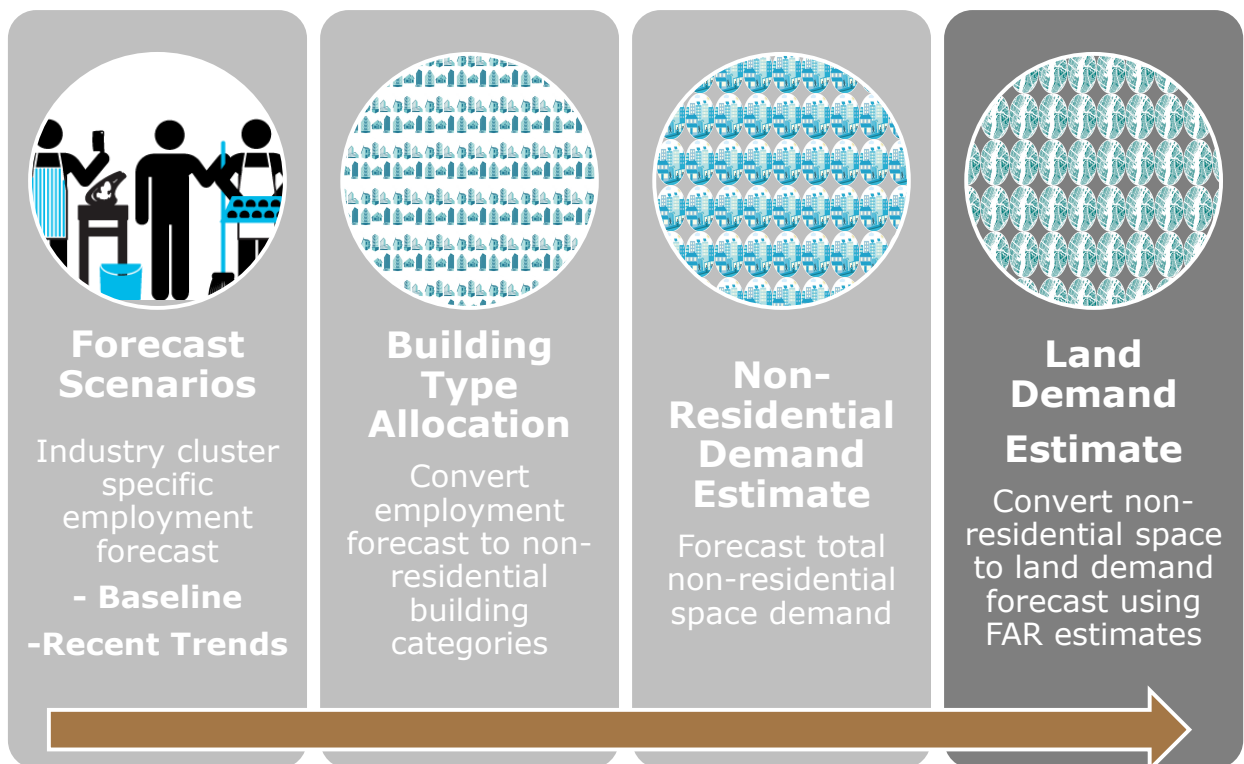 Forecast
Scenarios
Industry cluster
specific
employment
forecast
- Baseline
-Recent Trends
Building
Type
Allocation
Convert
employment
forecast to non-
residential
building
categories
Non-
Residential
Demand
Estimate
Forecast total
non-residential
space demand
Land
Demand
Estimate
Convert non-
residential space
to land demand
forecast using
FAR estimates